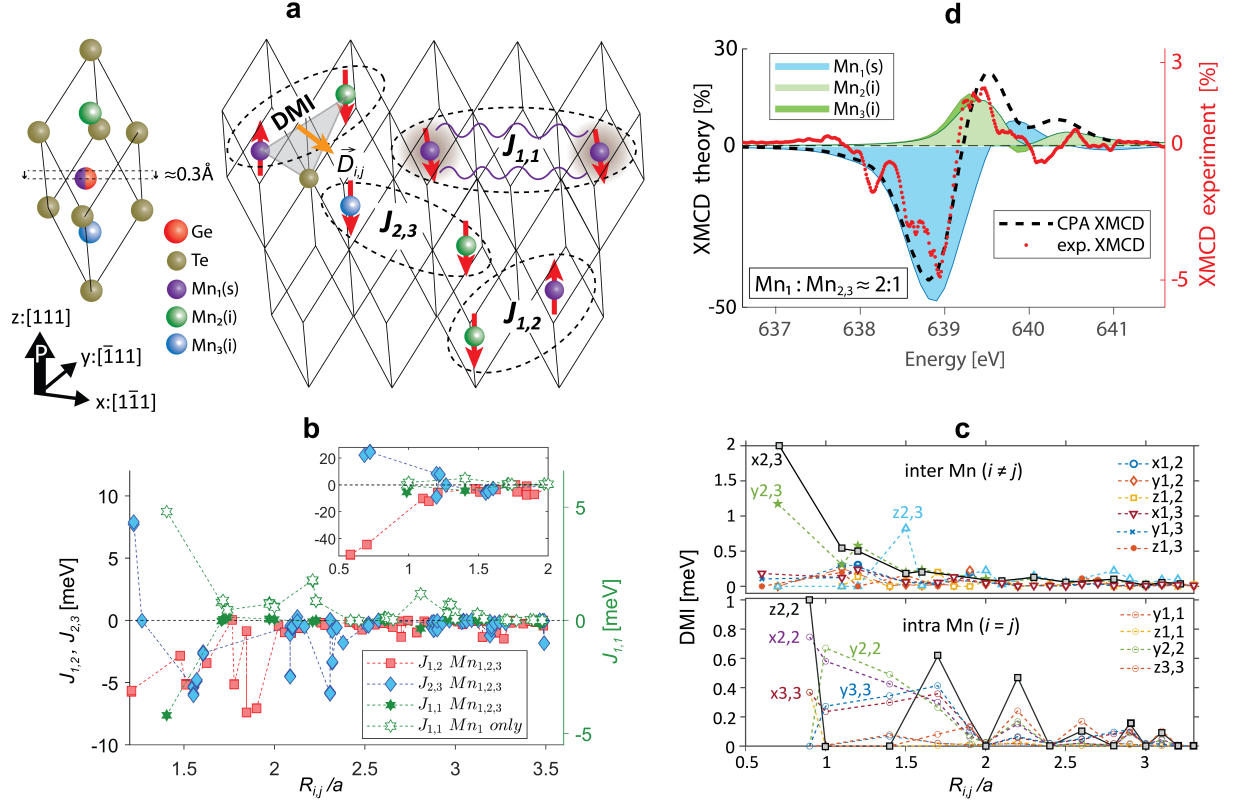 a
≈0.3Å
Ge
Te
Mn₁(s)
Mn₂(i)
Mn₃(i)
z:[111]
P
y:[1̅11]
x:[11̅1]
DMI
D⃗i,j
J1,1
J2,3
J1,2
d
XMCD theory [%]
30
0
-50
Mn₁(s)
Mn₂(i)
Mn₃(i)
CPA XMCD
exp. XMCD
Mn₁ : Mn₂,₃ ≈ 2:1
3
0
-5
XMCD experiment [%]
637 638 639 640 641
Energy [eV]
b
J1,2 , J2,3 [meV]
10
5
0
-5
-10
20
0
-20
-40
0.5 1 1.5 2
5
0
-5
J1,1 [meV]
J1,2 Mn1,2,3
J2,3 Mn1,2,3
J1,1 Mn1,2,3
J1,1 Mn1 only
1.5 2 2.5 3 3.5
Ri,j /a
c
DMI [meV]
2
1.5
1
0.5
0
x2,3
y2,3
z2,3
inter Mn (i ≠ j)
x1,2
y1,2
z1,2
x1,3
y1,3
z1,3
1
0.8
0.6
0.4
0.2
0
z2,2
x2,2
y2,2
x3,3
y3,3
intra Mn (i = j)
y1,1
z1,1
y2,2
z3,3
0.5 1 1.5 2 2.5 3 3.5
Ri,j /a